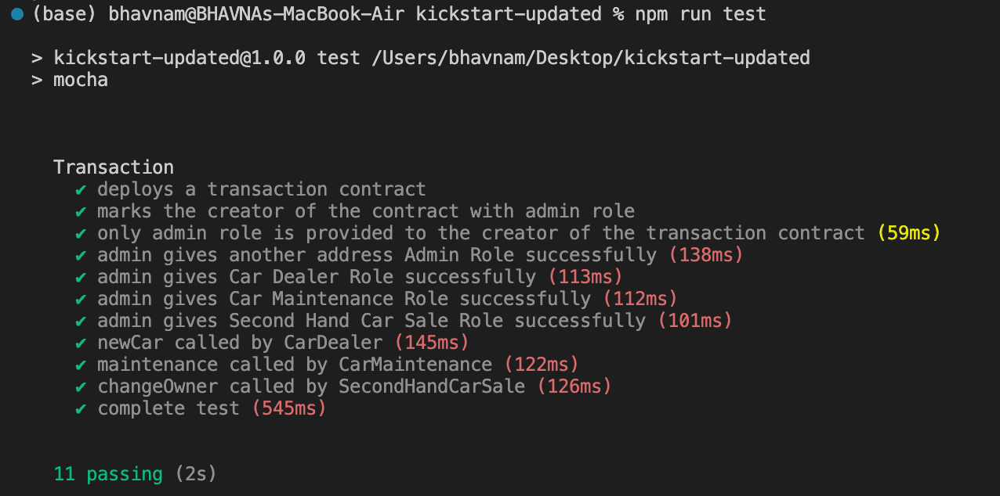 (base) bhavnam@BHAVNAs-MacBook-Air kickstart-updated % npm run test
> kickstart-updated@1.0.0 test /Users/bhavnam/Desktop/kickstart-updated
> mocha
Transaction
✔ deploys a transaction contract
✔ marks the creator of the contract with admin role
✔ only admin role is provided to the creator of the transaction contract (59ms)
✔ admin gives another address Admin Role successfully (138ms)
✔ admin gives Car Dealer Role successfully (113ms)
✔ admin gives Car Maintenance Role successfully (112ms)
✔ admin gives Second Hand Car Sale Role successfully (101ms)
✔ newCar called by CarDealer (145ms)
✔ maintenance called by CarMaintenance (122ms)
✔ changeOwner called by SecondHandCarSale (126ms)
✔ complete test (545ms)
11 passing (2s)